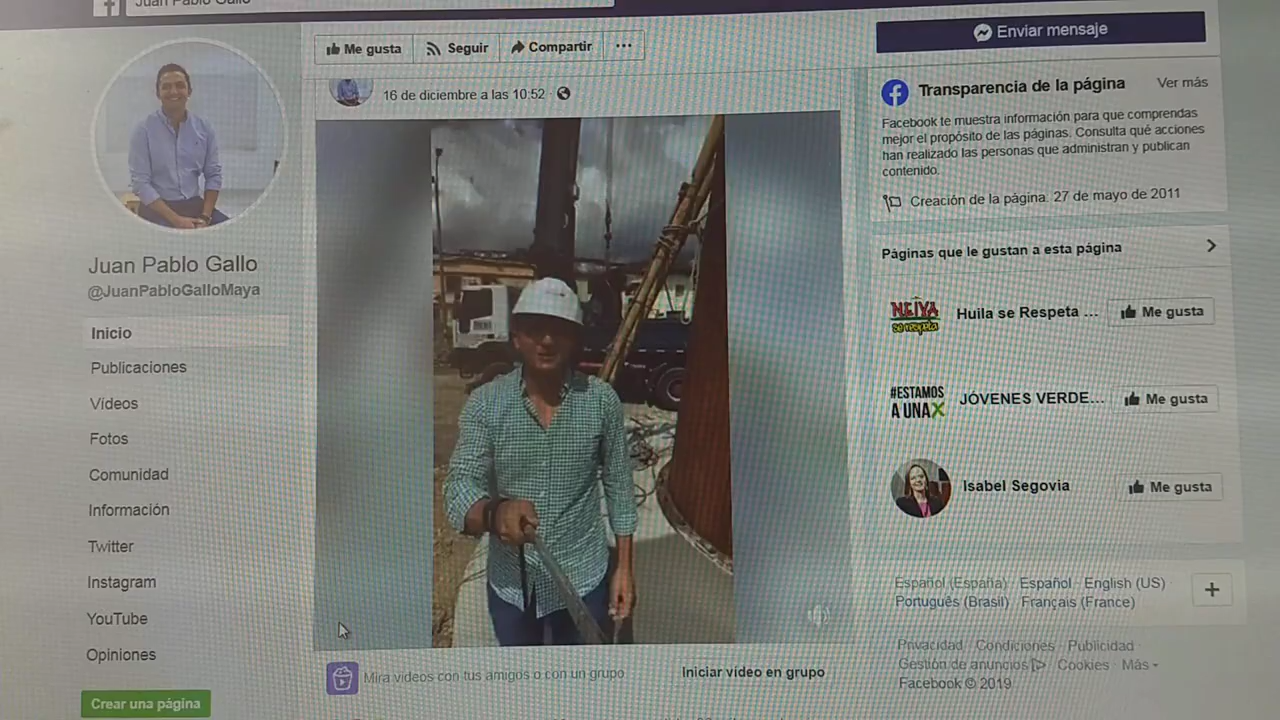 Juan Pablo Gallo
Me gusta
Seguir
Compartir
16 de diciembre a las 10:52
Juan Pablo Gallo
@JuanPabloGalloMaya
Inicio
Publicaciones
Videos
Fotos
Comunidad
Información
Twitter
Instagram
YouTube
Opiniones
Crear una página
Mira videos con tus amigos o con un grupo
Iniciar video en grupo
Enviar mensaje
Transparencia de la página
Ver más
Facebook te muestra información para que comprendas
mejor el propósito de las páginas. Consulta qué acciones
han realizado las personas que administran y publican
contenido.
Creación de la página: 27 de mayo de 2011
Páginas que le gustan a esta página
NEIVA
se respeta
Huila se Respeta ...
Me gusta
#ESTAMOS
A UNA X
JÓVENES VERDE...
Me gusta
Isabel Segovia
Me gusta
Español (España) · Español · English (US)
Português (Brasil) · Français (France)
Privacidad · Condiciones · Publicidad ·
Gestión de anuncios · Cookies · Más
Facebook © 2019